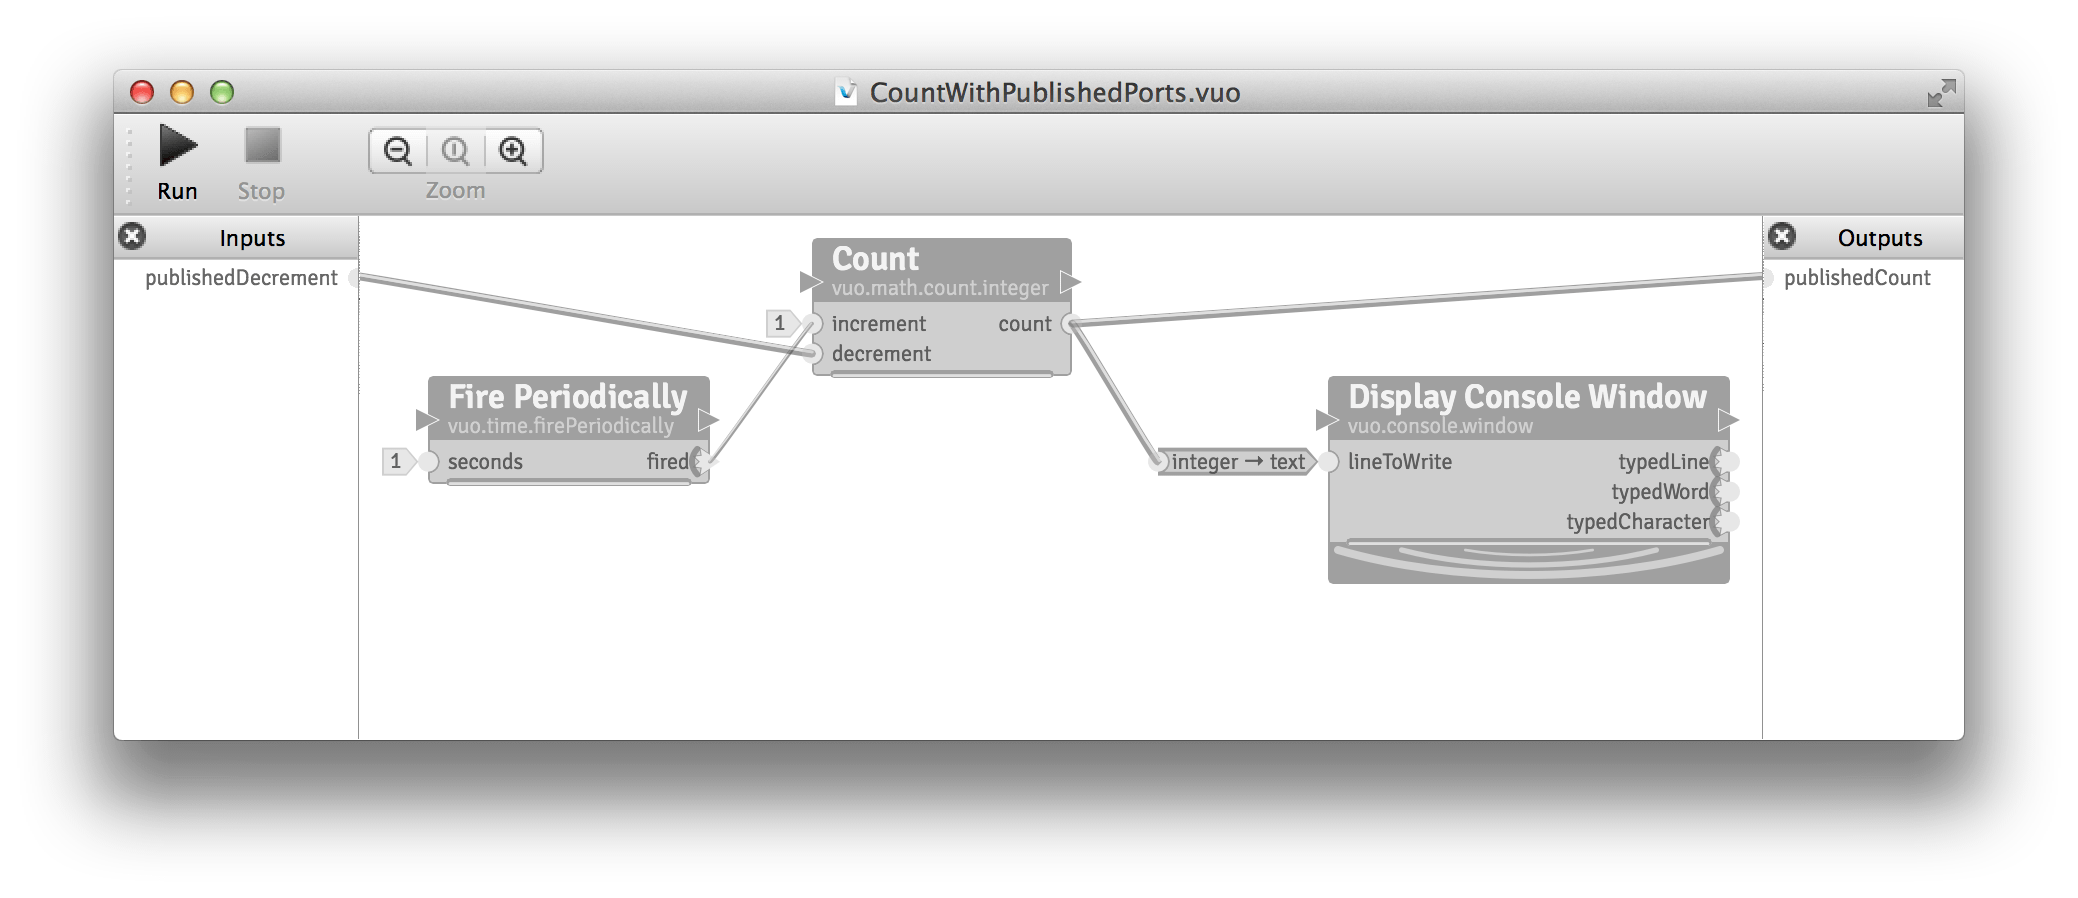 CountWithPublishedPorts.vuo
Run
Stop
Zoom
Inputs
Outputs
publishedDecrement
publishedCount
Count
vuo.math.count.integer
1
increment
count
decrement
Fire Periodically
vuo.time.firePeriodically
1
seconds
fired
integer → text
Display Console Window
vuo.console.window
lineToWrite
typedLine
typedWord
typedCharacter